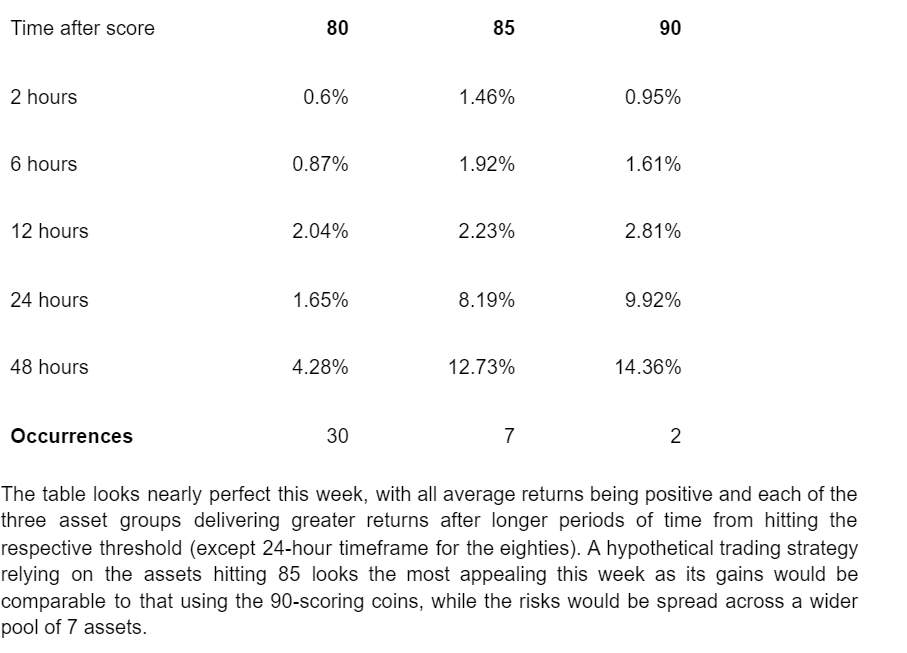 Time after score 80 85 90
2 hours 0.6% 1.46% 0.95%
6 hours 0.87% 1.92% 1.61%
12 hours 2.04% 2.23% 2.81%
24 hours 1.65% 8.19% 9.92%
48 hours 4.28% 12.73% 14.36%
Occurrences 30 7 2
The table looks nearly perfect this week, with all average returns being positive and each of the
three asset groups delivering greater returns after longer periods of time from hitting the
respective threshold (except 24-hour timeframe for the eighties). A hypothetical trading strategy
relying on the assets hitting 85 looks the most appealing this week as its gains would be
comparable to that using the 90-scoring coins, while the risks would be spread across a wider
pool of 7 assets.